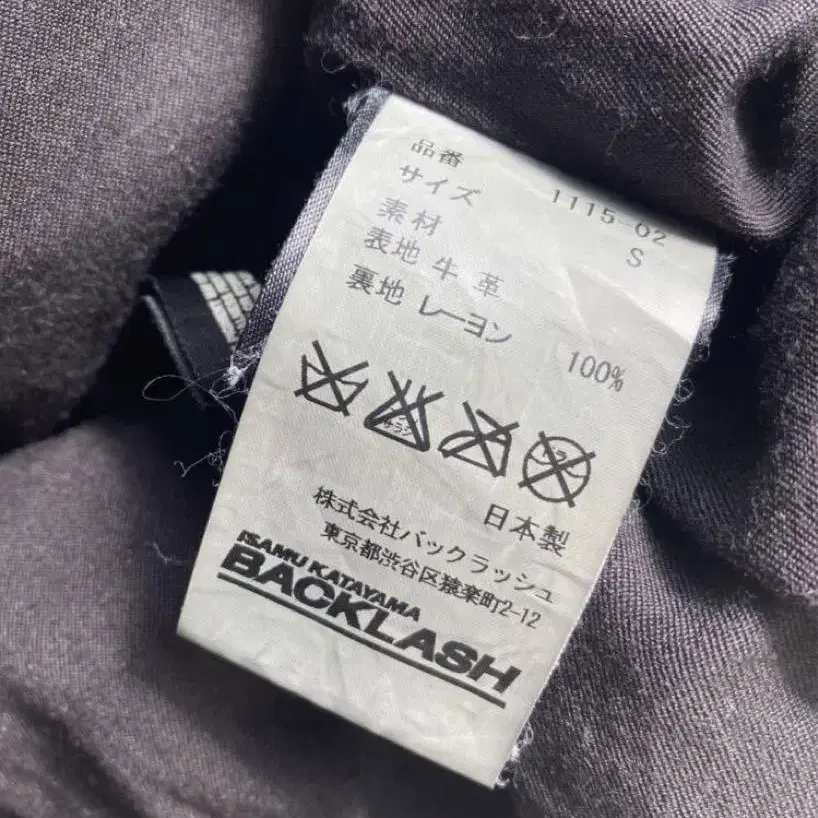 品番 1115-02
サイズ S
素材
表地 牛革
裏地 レーヨン 100%
日本製
株式会社バックラッシュ
東京都渋谷区猿楽町2-12
ISAMU KATAYAMA
BACKLASH